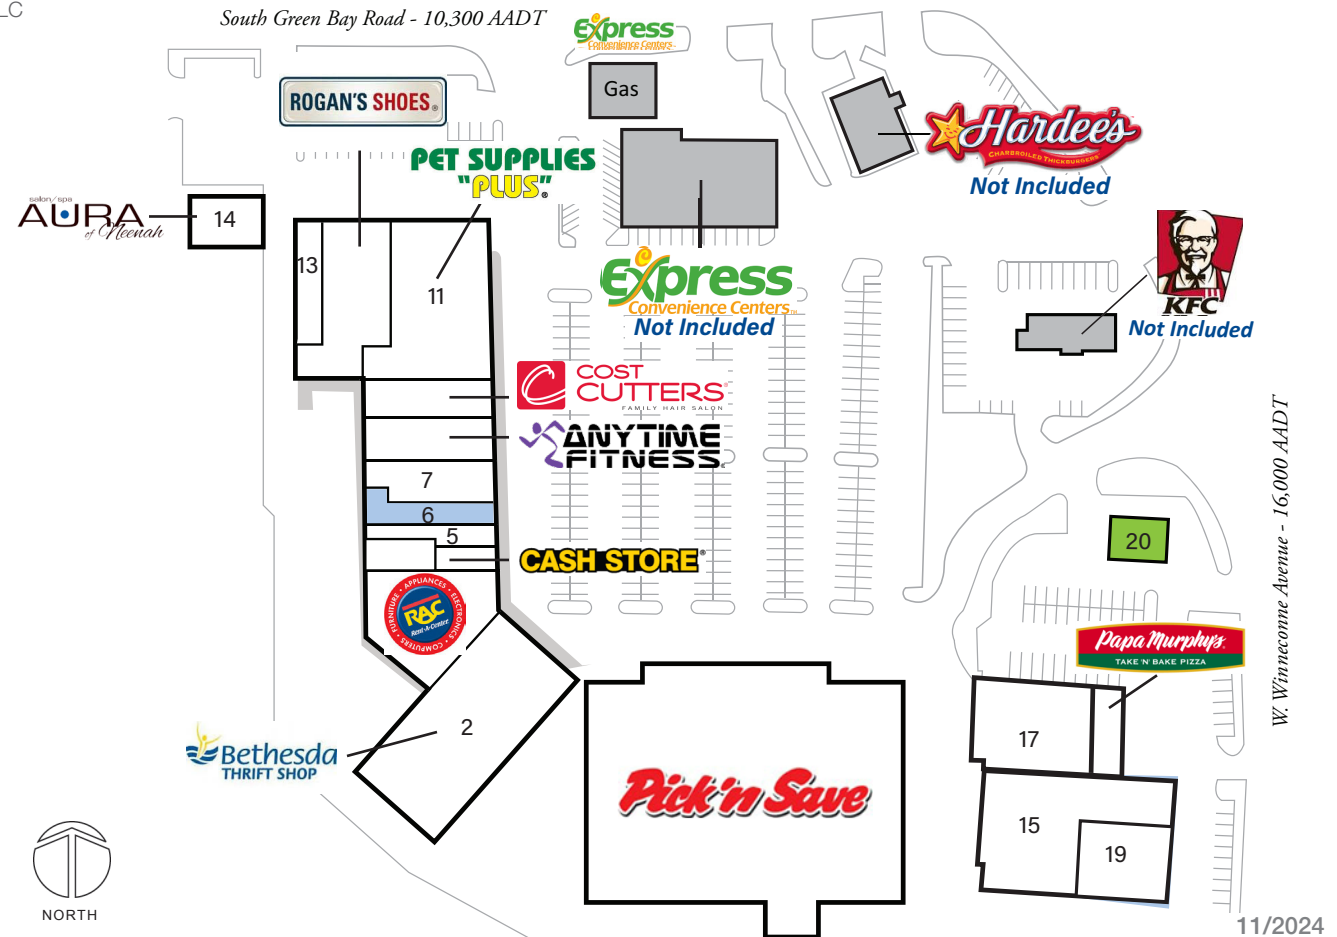 LC
South Green Bay Road - 10,300 AADT
Express
Convenience Centers
Gas
ROGAN'S SHOES®
Hardee's
CHARBROILED THICKBURGERS
Not Included
PET SUPPLIES
"PLUS"®
salon/spa
AURA
of Neenah
14
13
11
Express
Convenience Centers™
Not Included
KFC
Not Included
COST
CUTTERS®
FAMILY HAIR SALON
ANYTIME
FITNESS®
7
6
5
CASH STORE®
FURNITURE • APPLIANCES • ELECTRONICS • COMPUTERS •
RAC
Rent-A-Center
20
W. Winneconne Avenue - 16,000 AADT
Papa Murphy's
TAKE 'N' BAKE PIZZA
2
Bethesda
THRIFT SHOP
Pick'n Save
17
15
19
NORTH
11/2024